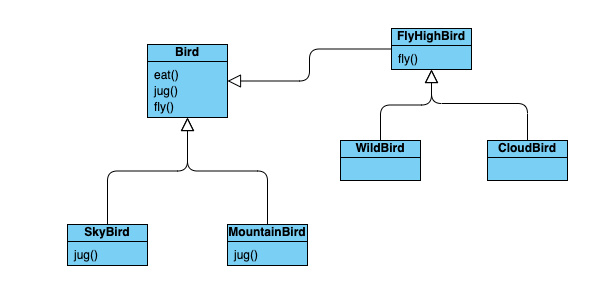 Bird
eat()
jug()
fly()
FlyHighBird
fly()
WildBird
CloudBird
SkyBird
jug()
MountainBird
jug()